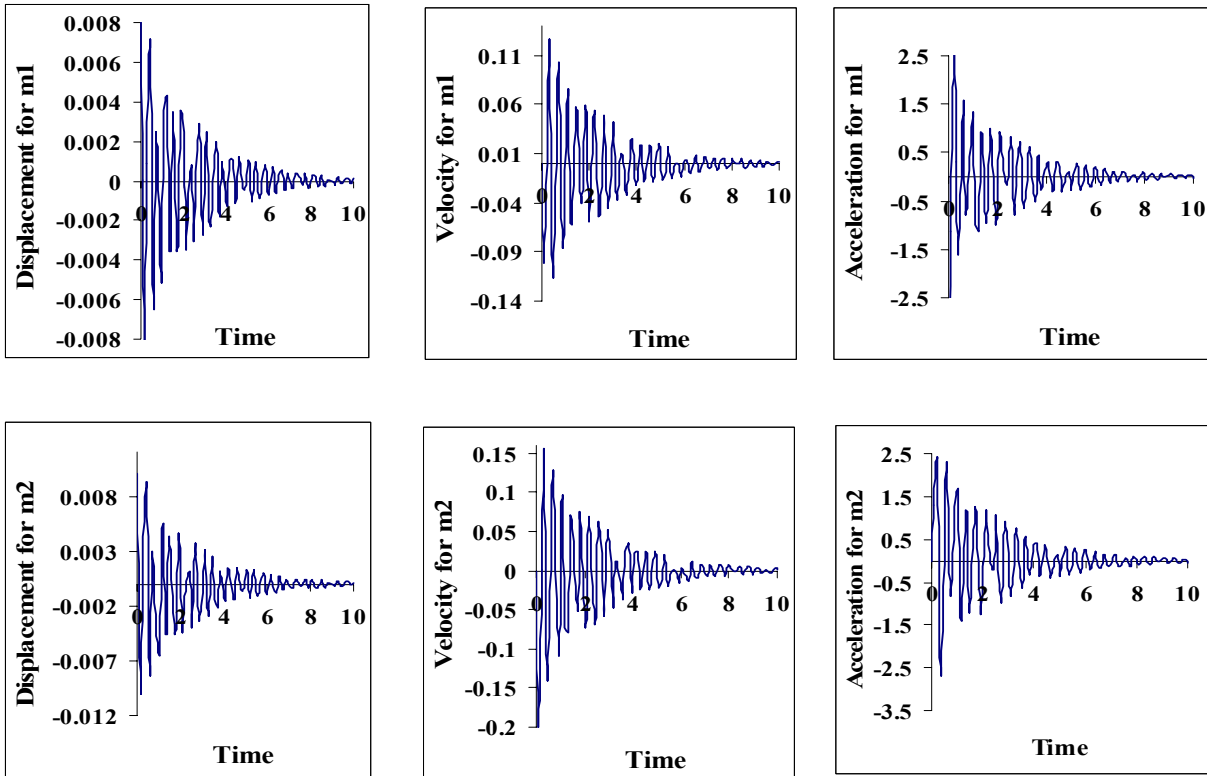 Displacement for m1
0.008
0.006
0.004
0.002
0
-0.002
-0.004
-0.006
-0.008
0 2 4 6 8 10
Time
Velocity for m1
0.11
0.06
0.01
-0.04
-0.09
-0.14
0 2 4 6 8 10
Time
Acceleration for m1
2.5
1.5
0.5
-0.5
-1.5
-2.5
0 2 4 6 8 10
Time
Displacement for m2
0.008
0.003
-0.002
-0.007
-0.012
0 2 4 6 8 10
Time
Velocity for m2
0.15
0.1
0.05
0
-0.05
-0.1
-0.15
-0.2
0 2 4 6 8 10
Time
Acceleration for m2
2.5
1.5
0.5
-0.5
-1.5
-2.5
-3.5
0 2 4 6 8 10
Time